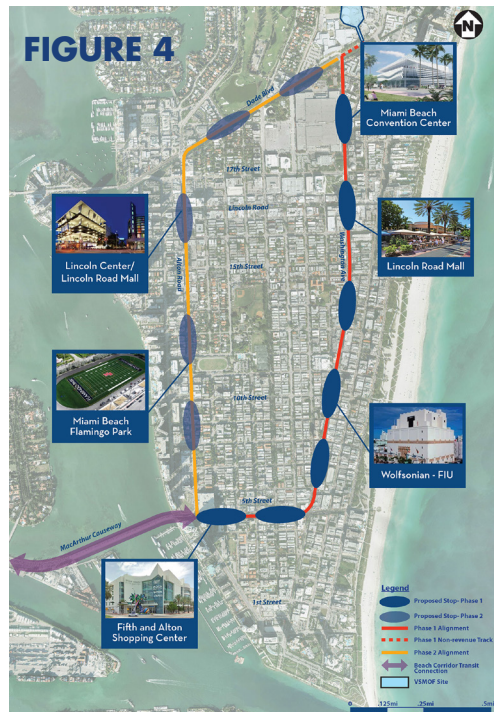 FIGURE 4
N
Miami Beach
Convention Center
Dade Blvd
17th Street
Lincoln Road
Lincoln Center/
Lincoln Road Mall
Lincoln Road Mall
Washington Ave
Alton Road
15th Street
Miami Beach
Flamingo Park
10th Street
Wolfsonian - FIU
5th Street
MacArthur Causeway
Fifth and Alton
Shopping Center
1st Street
Legend
Proposed Stop- Phase 1
Proposed Stop- Phase 2
Phase 1 Alignment
Phase 1 Non-revenue Track
Phase 2 Alignment
Beach Corridor Transit
Connection
VSMOF Site
0 .125mi .25mi .5mi